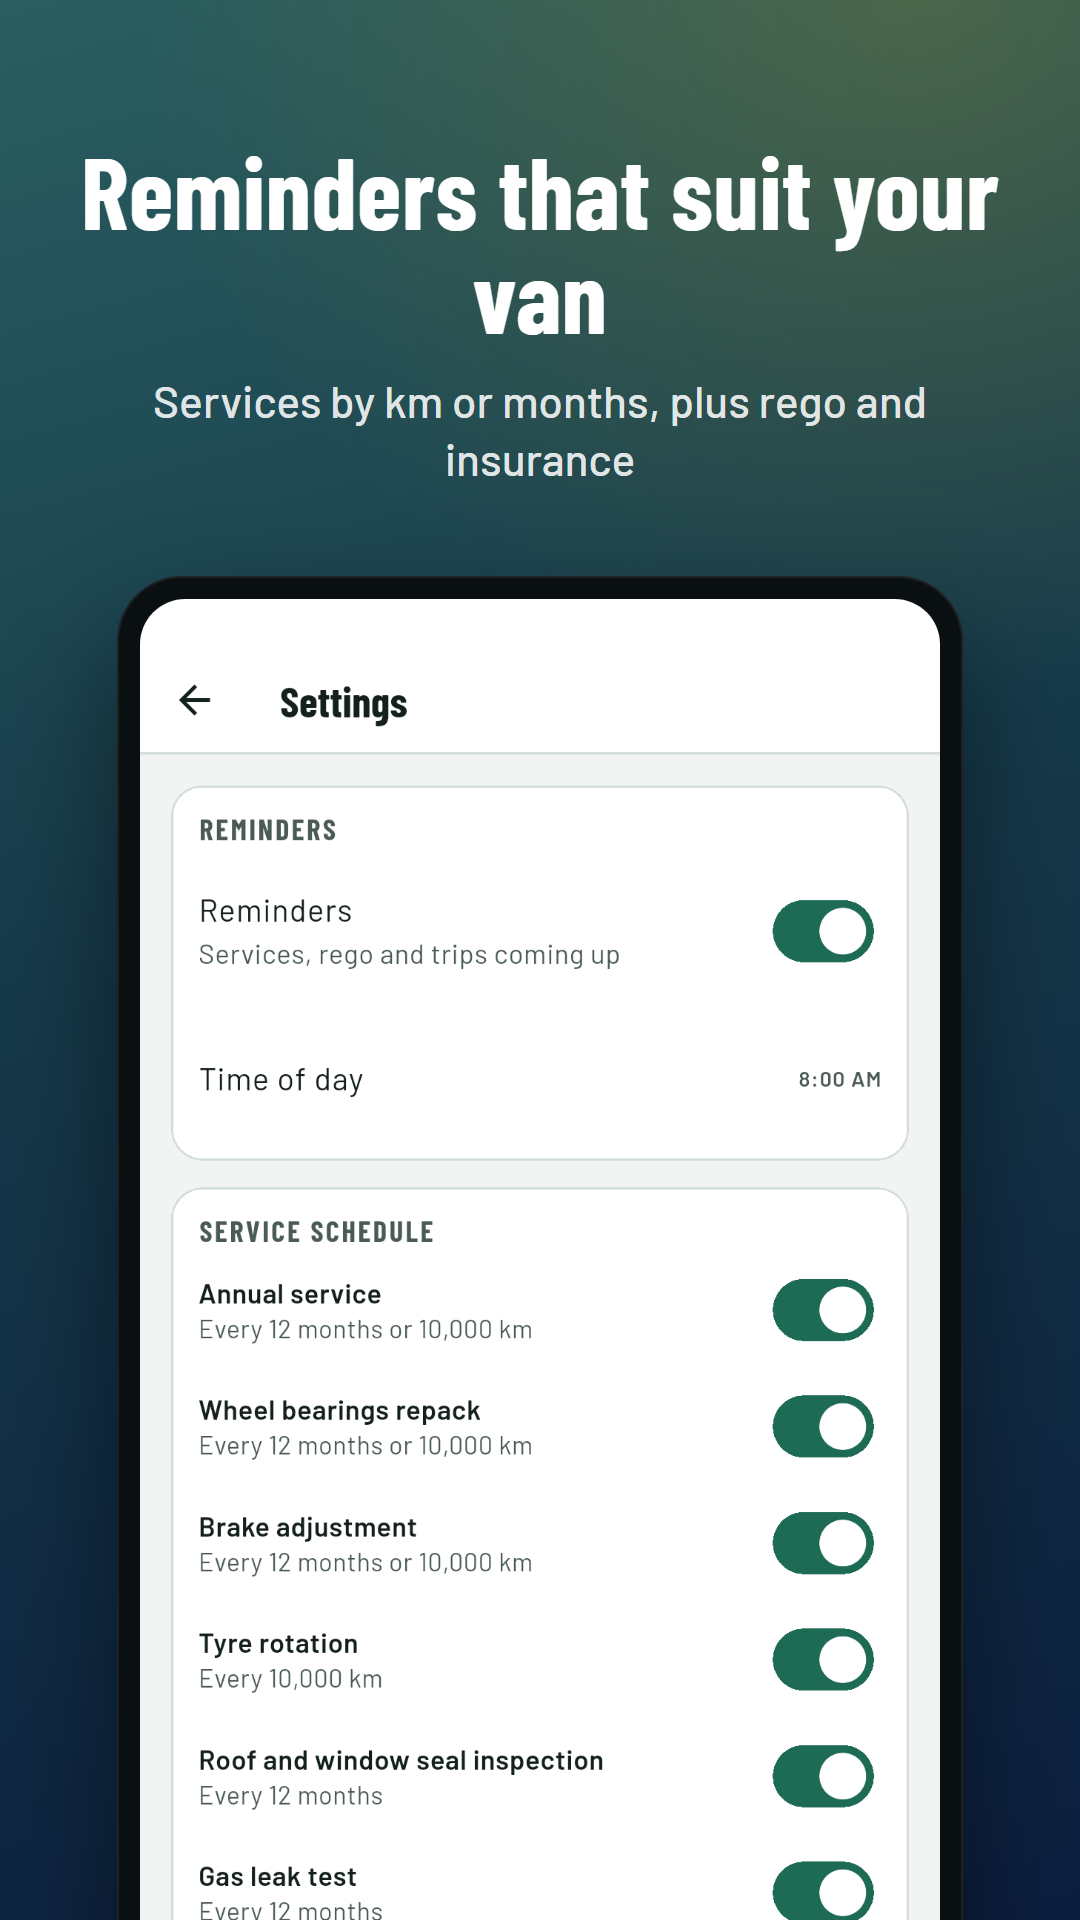 Reminders that suit your
van
Services by km or months, plus rego and
insurance
Settings
REMINDERS
Reminders
Services, rego and trips coming up
Time of day
8:00 AM
SERVICE SCHEDULE
Annual service
Every 12 months or 10,000 km
Wheel bearings repack
Every 12 months or 10,000 km
Brake adjustment
Every 12 months or 10,000 km
Tyre rotation
Every 10,000 km
Roof and window seal inspection
Every 12 months
Gas leak test
Every 12 months